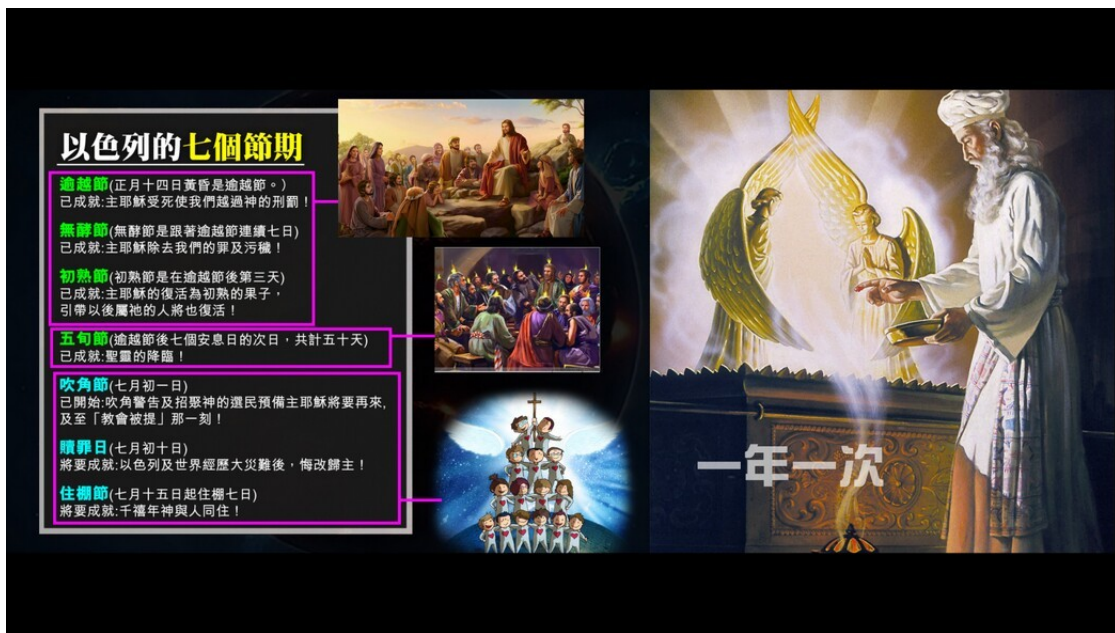 以色列的七個節期
逾越節(正月十四日黃昏是逾越節。)
已成就:主耶穌受死使我們越過神的刑罰！
無酵節(無酵節是跟著逾越節連續七日)
已成就:主耶穌除去我們的罪及污穢！
初熟節(初熟節是在逾越節後第三天)
已成就:主耶穌的復活為初熟的果子，
引帶以後屬祂的人將也復活！
五旬節(逾越節後七個安息日的次日，共計五十天)
已成就:聖靈的降臨！
吹角節(七月初一日)
已開始:吹角警告及招聚神的選民預備主耶穌將要再來,
及至「教會被提」那一刻！
贖罪日(七月初十日)
將要成就:以色列及世界經歷大災難後，悔改歸主！
住棚節(七月十五日起住棚七日)
將要成就:千禧年神與人同住！
一年一次